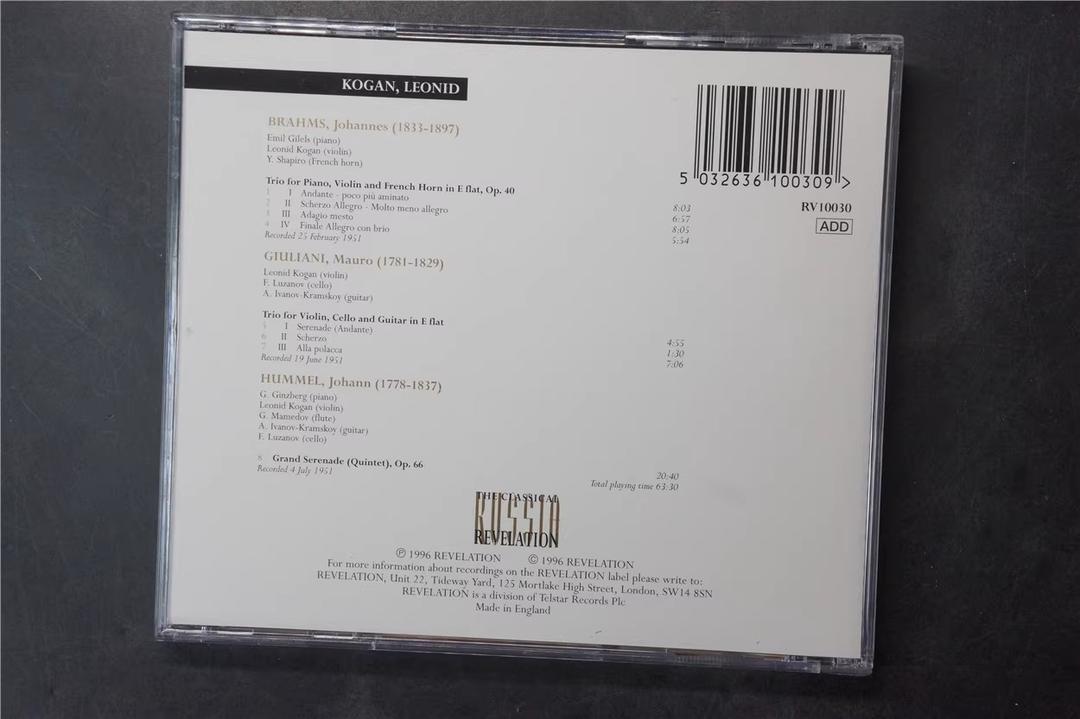 KOGAN, LEONID
BRAHMS, Johannes (1833-1897)
Emil Gilels (piano)
Leonid Kogan (violin)
Y. Shapiro (French horn)
Trio for Piano, Violin and French Horn in E flat, Op. 40
1 I Andante - poco più aminato 8:03
2 II Scherzo Allegro - Molto meno allegro 6:57
3 III Adagio mesto 8:05
4 IV Finale Allegro con brio 5:54
Recorded 25 February 1951
GIULIANI, Mauro (1781-1829)
Leonid Kogan (violin)
F. Luzanov (cello)
A. Ivanov-Kramskoy (guitar)
Trio for Violin, Cello and Guitar in E flat
5 I Serenade (Andante) 4:55
6 II Scherzo 1:30
7 III Alla polacca 7:06
Recorded 19 June 1951
HUMMEL, Johann (1778-1837)
G. Ginzberg (piano)
Leonid Kogan (violin)
G. Mamedov (flute)
A. Ivanov-Kramskoy (guitar)
F. Luzanov (cello)
8 Grand Serenade (Quintet), Op. 66 20:40
Recorded 4 July 1951
Total playing time 63:30
5 032636 100309 >
RV10030
ADD
THE CLASSICAL
RUSSIA
REVELATION
℗ 1996 REVELATION © 1996 REVELATION
For more information about recordings on the REVELATION label please write to:
REVELATION, Unit 22, Tideway Yard, 125 Mortlake High Street, London, SW14 8SN
REVELATION is a division of Telstar Records Plc
Made in England